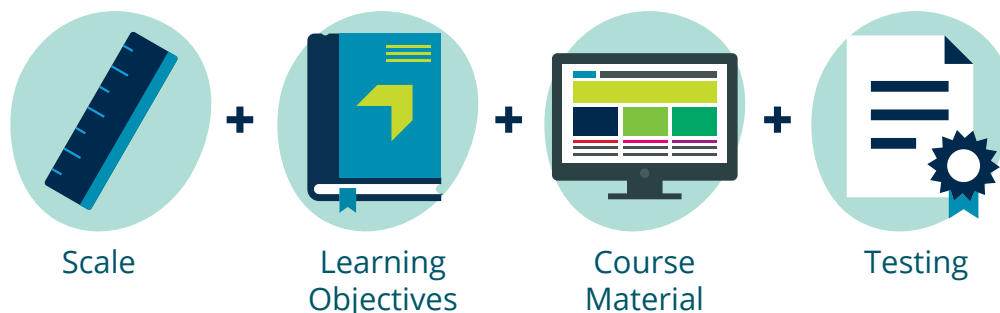 Scale
Learning
Objectives
Course
Material
Testing